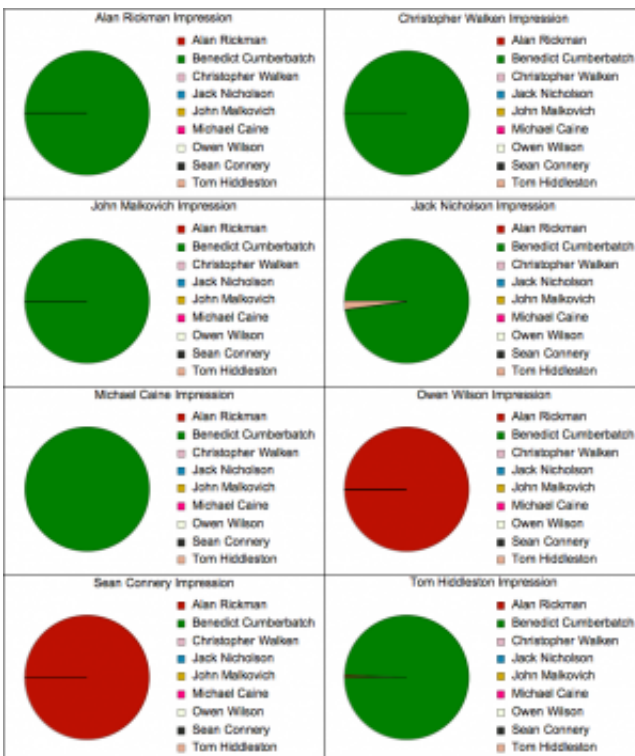 Alan Rickman Impression
Alan Rickman
Benedict Cumberbatch
Christopher Walken
Jack Nicholson
John Malkovich
Michael Caine
Owen Wilson
Sean Connery
Tom Hiddleston
Christopher Walken Impression
Alan Rickman
Benedict Cumberbatch
Christopher Walken
Jack Nicholson
John Malkovich
Michael Caine
Owen Wilson
Sean Connery
Tom Hiddleston
John Malkovich Impression
Alan Rickman
Benedict Cumberbatch
Christopher Walken
Jack Nicholson
John Malkovich
Michael Caine
Owen Wilson
Sean Connery
Tom Hiddleston
Jack Nicholson Impression
Alan Rickman
Benedict Cumberbatch
Christopher Walken
Jack Nicholson
John Malkovich
Michael Caine
Owen Wilson
Sean Connery
Tom Hiddleston
Michael Caine Impression
Alan Rickman
Benedict Cumberbatch
Christopher Walken
Jack Nicholson
John Malkovich
Michael Caine
Owen Wilson
Sean Connery
Tom Hiddleston
Owen Wilson Impression
Alan Rickman
Benedict Cumberbatch
Christopher Walken
Jack Nicholson
John Malkovich
Michael Caine
Owen Wilson
Sean Connery
Tom Hiddleston
Sean Connery Impression
Alan Rickman
Benedict Cumberbatch
Christopher Walken
Jack Nicholson
John Malkovich
Michael Caine
Owen Wilson
Sean Connery
Tom Hiddleston
Tom Hiddleston Impression
Alan Rickman
Benedict Cumberbatch
Christopher Walken
Jack Nicholson
John Malkovich
Michael Caine
Owen Wilson
Sean Connery
Tom Hiddleston